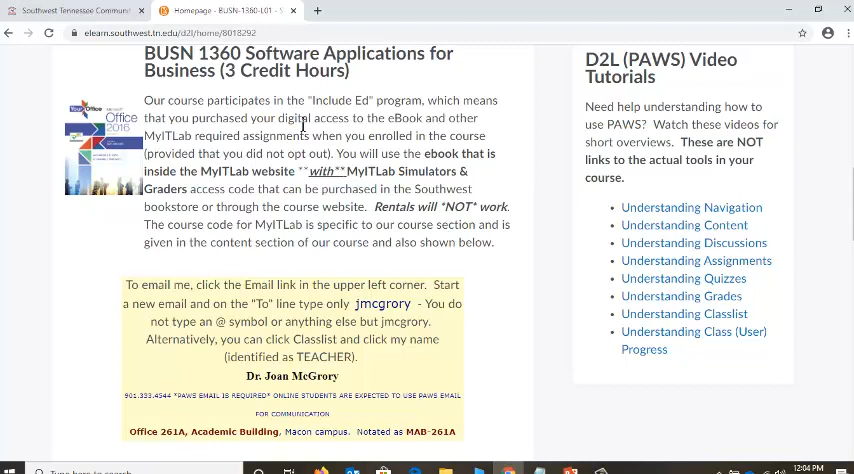 Southwest Tennessee Communi
Homepage - BUSN-1360-L01 - S
elearn.southwest.tn.edu/d2l/home/8018292
BUSN 1360 Software Applications for
Business (3 Credit Hours)
Your Office
Microsoft
Office
2016
Our course participates in the "Include Ed" program, which means
that you purchased your digital access to the eBook and other
MyITLab required assignments when you enrolled in the course
(provided that you did not opt out). You will use the ebook that is
inside the MyITLab website **with** MyITLab Simulators &
Graders access code that can be purchased in the Southwest
bookstore or through the course website. Rentals will *NOT* work.
The course code for MyITLab is specific to our course section and is
given in the content section of our course and also shown below.
To email me, click the Email link in the upper left corner. Start
a new email and on the "To" line type only jmcgrory - You do
not type an @ symbol or anything else but jmcgrory.
Alternatively, you can click Classlist and click my name
(identified as TEACHER).
Dr. Joan McGrory
901.333.4544 *PAWS EMAIL IS REQUIRED* ONLINE STUDENTS ARE EXPECTED TO USE PAWS EMAIL
FOR COMMUNICATION
Office 261A, Academic Building, Macon campus. Notated as MAB-261A
D2L (PAWS) Video
Tutorials
Need help understanding how to
use PAWS? Watch these videos for
short overviews. These are NOT
links to the actual tools in your
course.
Understanding Navigation
Understanding Content
Understanding Discussions
Understanding Assignments
Understanding Quizzes
Understanding Grades
Understanding Classlist
Understanding Class (User)
Progress
Type here to search
12:04 PM